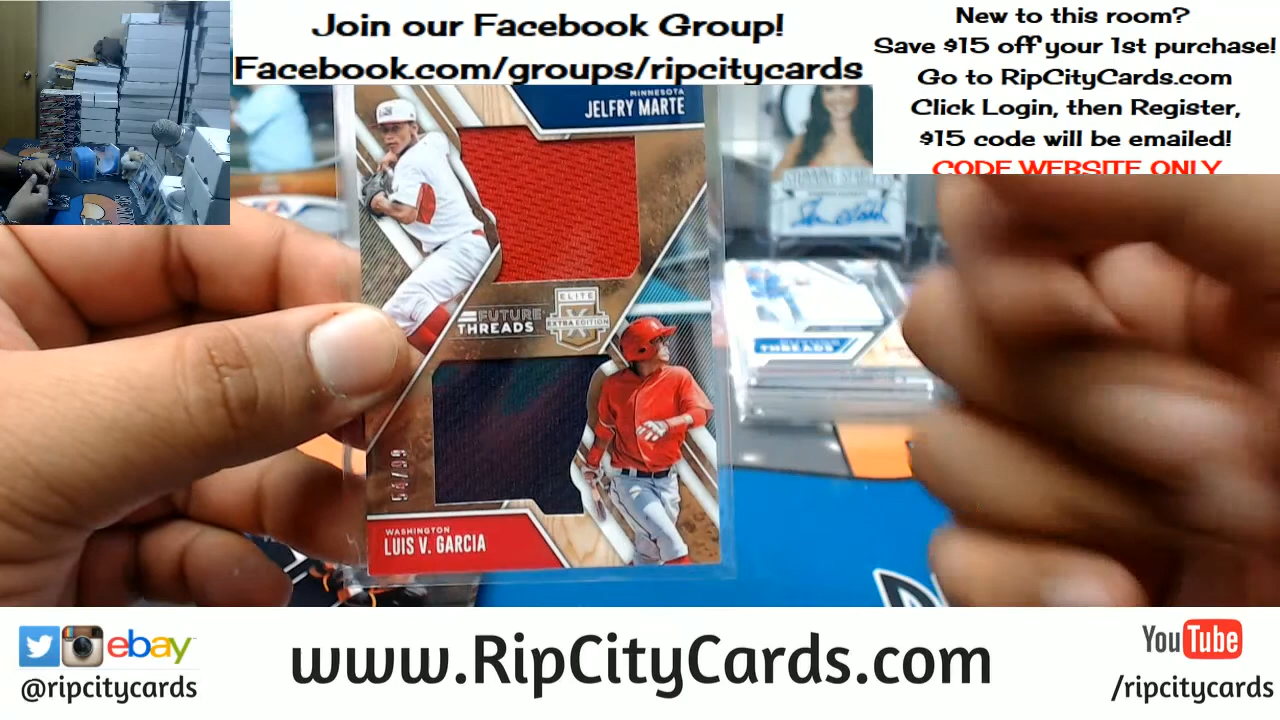 Join our Facebook Group!
Facebook.com/groups/ripcitycards
New to this room?
Save $15 off your 1st purchase!
Go to RipCityCards.com
Click Login, then Register,
$15 code will be emailed!
CODE WEBSITE ONLY
MINNESOTA
JELFRY MARTE
ELITE
EXTRA EDITION
FUTURE
THREADS
WASHINGTON
LUIS V. GARCIA
THREADS
ebay
@ripcitycards
www.RipCityCards.com
YouTube
/ripcitycards